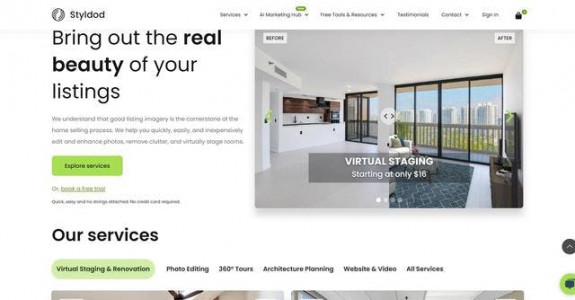 Styldod
Services
AI Marketing Hub
Free Tools & Resources
Testimonials
Contact
Sign in
Bring out the real
beauty of your
listings
We understand that good listing imagery is the cornerstone of the
home selling process. We help you quickly, easily, and inexpensively
edit and enhance photos, remove clutter, and virtually stage rooms.
Explore services
Or, book a free trial
Quick, easy and no strings attached. No credit card required.
BEFORE
AFTER
VIRTUAL STAGING
Starting at only $16
Our services
Virtual Staging & Renovation
Photo Editing
360° Tours
Architecture Planning
Website & Video
All Services